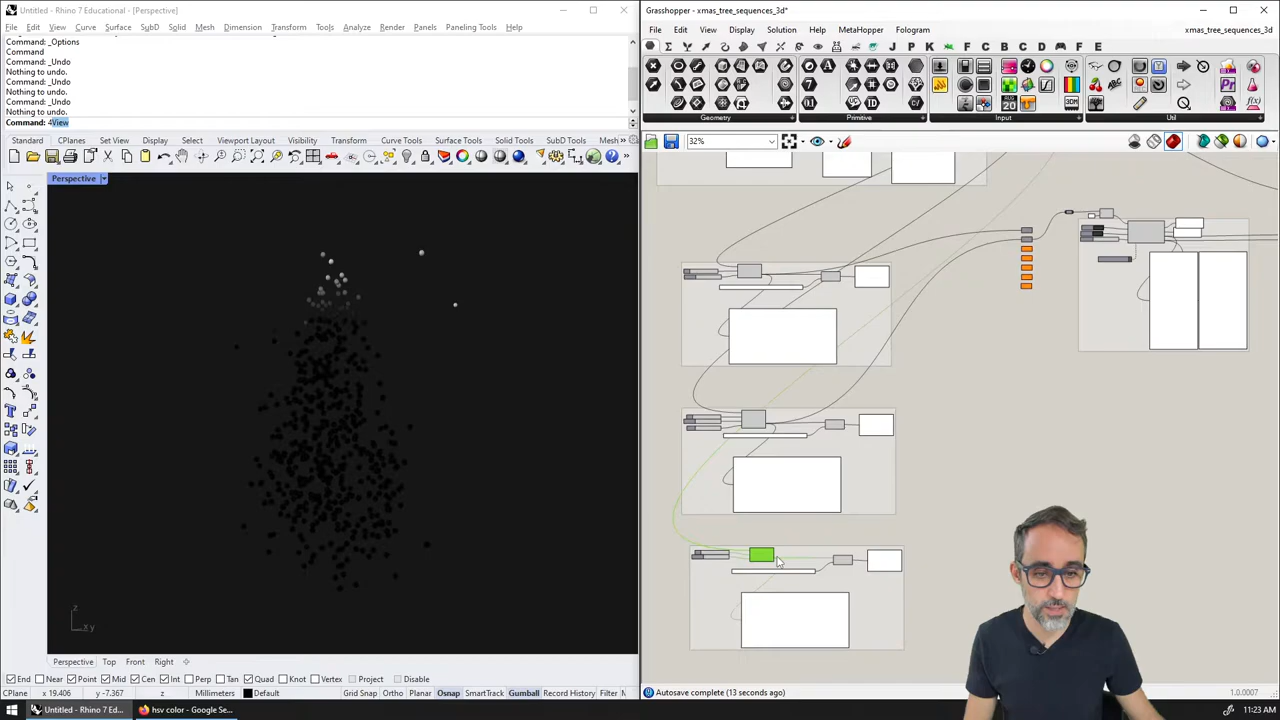 Untitled - Rhino 7 Educational - [Perspective]
File Edit View Curve Surface SubD Solid Mesh Dimension Transform Tools Analyze Render Panels Paneling Tools Help
Command: _Options
Command
Command: _Undo
Nothing to undo.
Command: _Undo
Nothing to undo.
Command: _Undo
Nothing to undo.
Command: 4View
Standard CPlanes Set View Display Select Viewport Layout Visibility Transform Curve Tools Surface Tools Solid Tools Mesh
Perspective
z
x y
Perspective Top Front Right
End Near Point Mid Cen Int Perp Tan Quad Knot Vertex Project Disable
CPlane x 19.406 y -7.367 z Millimeters Default Grid Snap Ortho Planar Osnap SmartTrack Gumball Record History Filter M
Untitled - Rhino 7 Edu... hsv color - Google Se...
Grasshopper - xmas_tree_sequences_3d*
File Edit View Display Solution Help MetaHopper Fologram xmas_tree_sequences_3d
J P K F C B C D F E
Geometry Primitive Input Util
32%
Autosave complete (13 seconds ago) 1.0.0007
11:23 AM